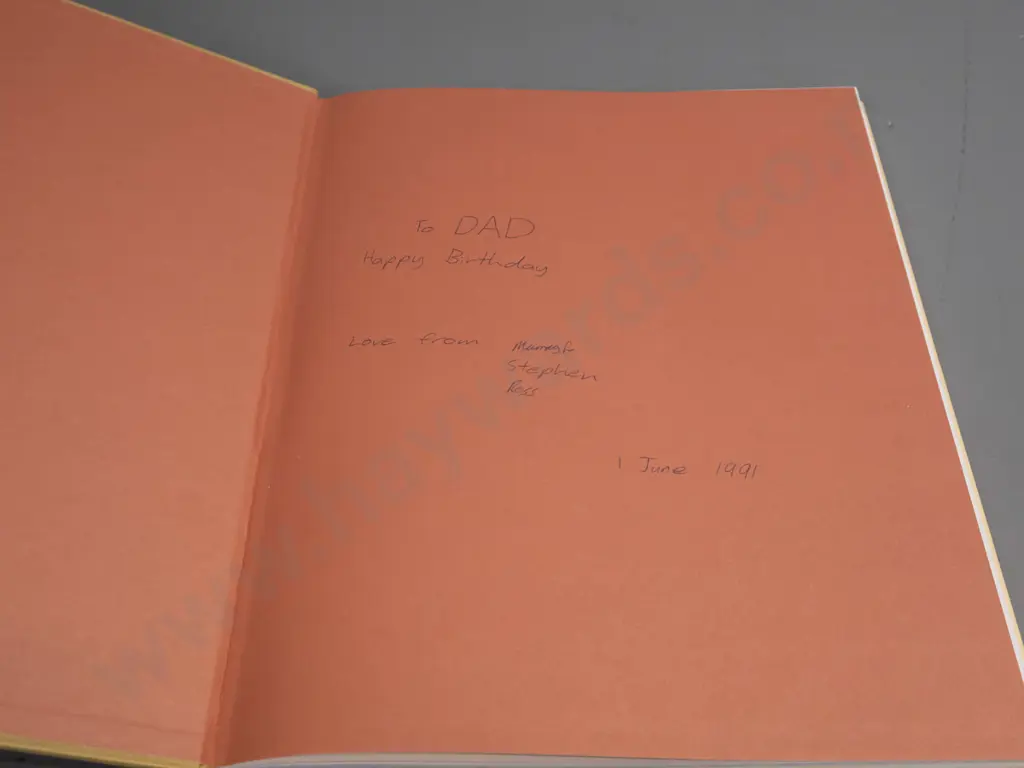 To DAD
Happy Birthday
Love from
Stephen
Ross
1 June 1991